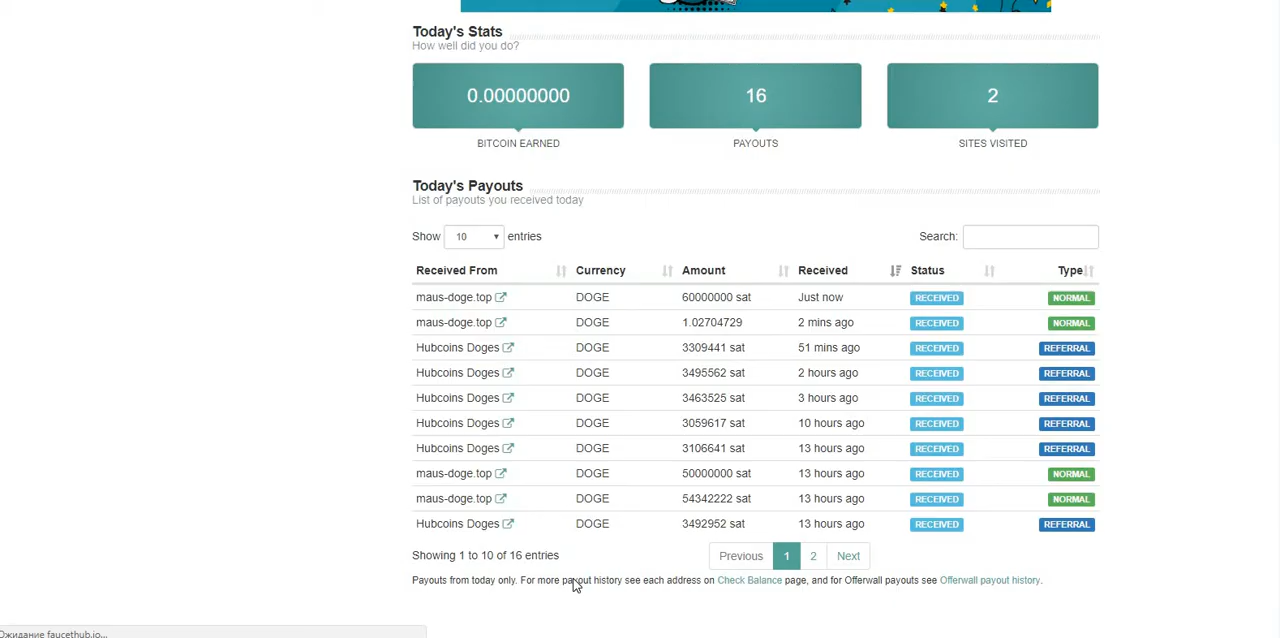 Today's Stats
How well did you do?
0.00000000 16 2
BITCOIN EARNED PAYOUTS SITES VISITED
Today's Payouts
List of payouts you received today
Show 10 entries Search:
Received From Currency Amount Received Status Type
maus-doge.top DOGE 60000000 sat Just now RECEIVED NORMAL
maus-doge.top DOGE 1.02704729 2 mins ago RECEIVED NORMAL
Hubcoins Doges DOGE 3309441 sat 51 mins ago RECEIVED REFERRAL
Hubcoins Doges DOGE 3495562 sat 2 hours ago RECEIVED REFERRAL
Hubcoins Doges DOGE 3463525 sat 3 hours ago RECEIVED REFERRAL
Hubcoins Doges DOGE 3059617 sat 10 hours ago RECEIVED REFERRAL
Hubcoins Doges DOGE 3106641 sat 13 hours ago RECEIVED REFERRAL
maus-doge.top DOGE 50000000 sat 13 hours ago RECEIVED NORMAL
maus-doge.top DOGE 54342222 sat 13 hours ago RECEIVED NORMAL
Hubcoins Doges DOGE 3492952 sat 13 hours ago RECEIVED REFERRAL
Showing 1 to 10 of 16 entries Previous 1 2 Next
Payouts from today only. For more payout history see each address on Check Balance page, and for Offerwall payouts see Offerwall payout history.
Ожидание faucethub.io...